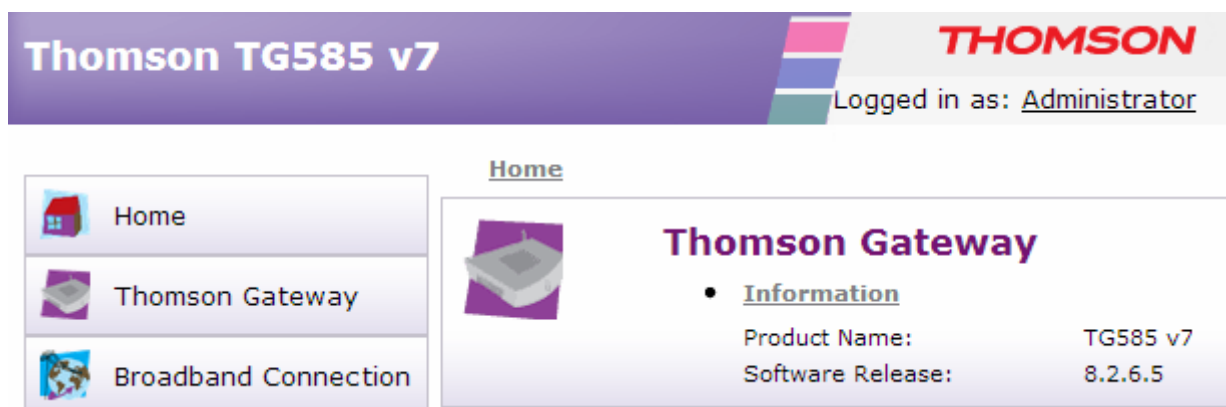 Thomson TG585 v7
THOMSON
Logged in as: Administrator
Home
Thomson Gateway
Broadband Connection
Home
Thomson Gateway
Information
Product Name: TG585 v7
Software Release: 8.2.6.5